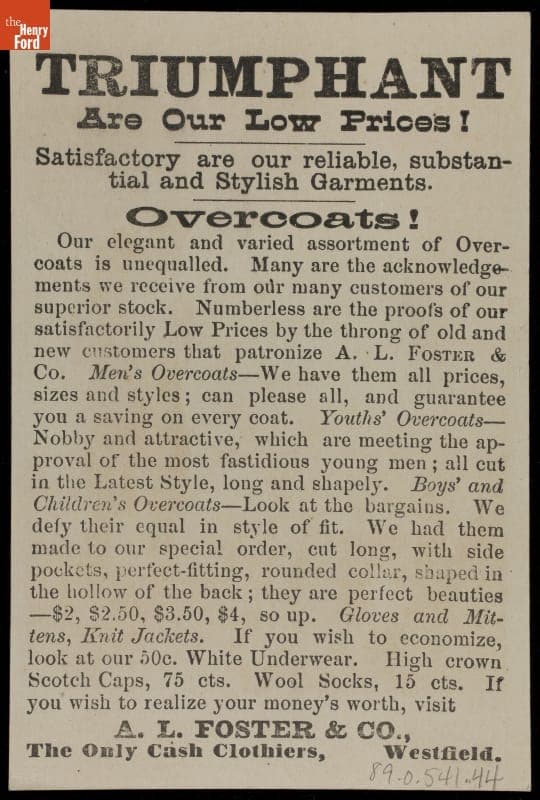 the
Henry
Ford
TRIUMPHANT
Are Our Low Prices!
Satisfactory are our reliable, substan-
tial and Stylish Garments.
Overcoats!
Our elegant and varied assortment of Over-
coats is unequalled. Many are the acknowledge-
ments we receive from our many customers of our
superior stock. Numberless are the proofs of our
satisfactorily Low Prices by the throng of old and
new customers that patronize A. L. FOSTER &
Co. Men's Overcoats—We have them all prices,
sizes and styles; can please all, and guarantee
you a saving on every coat. Youths' Overcoats—
Nobby and attractive, which are meeting the ap-
proval of the most fastidious young men; all cut
in the Latest Style, long and shapely. Boys' and
Children's Overcoats—Look at the bargains. We
defy their equal in style of fit. We had them
made to our special order, cut long, with side
pockets, perfect-fitting, rounded collar, shaped in
the hollow of the back; they are perfect beauties
—$2, $2.50, $3.50, $4, so up. Gloves and Mit-
tens, Knit Jackets. If you wish to economize,
look at our 50c. White Underwear. High crown
Scotch Caps, 75 cts. Wool Socks, 15 cts. If
you wish to realize your money's worth, visit
A. L. FOSTER & CO.,
The Only Cash Clothiers, Westfield.
89.0.541.44